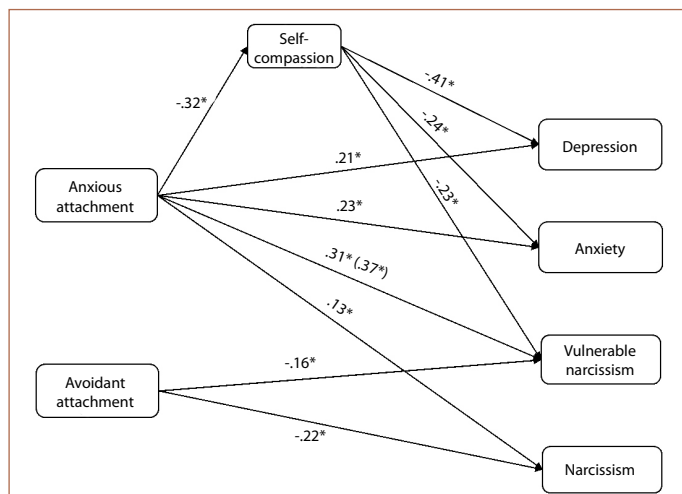 Self-
compassion
-.41*
-.32*
-.24*
Depression
.21*
Anxious
attachment
-.23*
.23*
Anxiety
.31* (.37*)
.13*
Vulnerable
narcissism
-.16*
Avoidant
attachment
-.22*
Narcissism